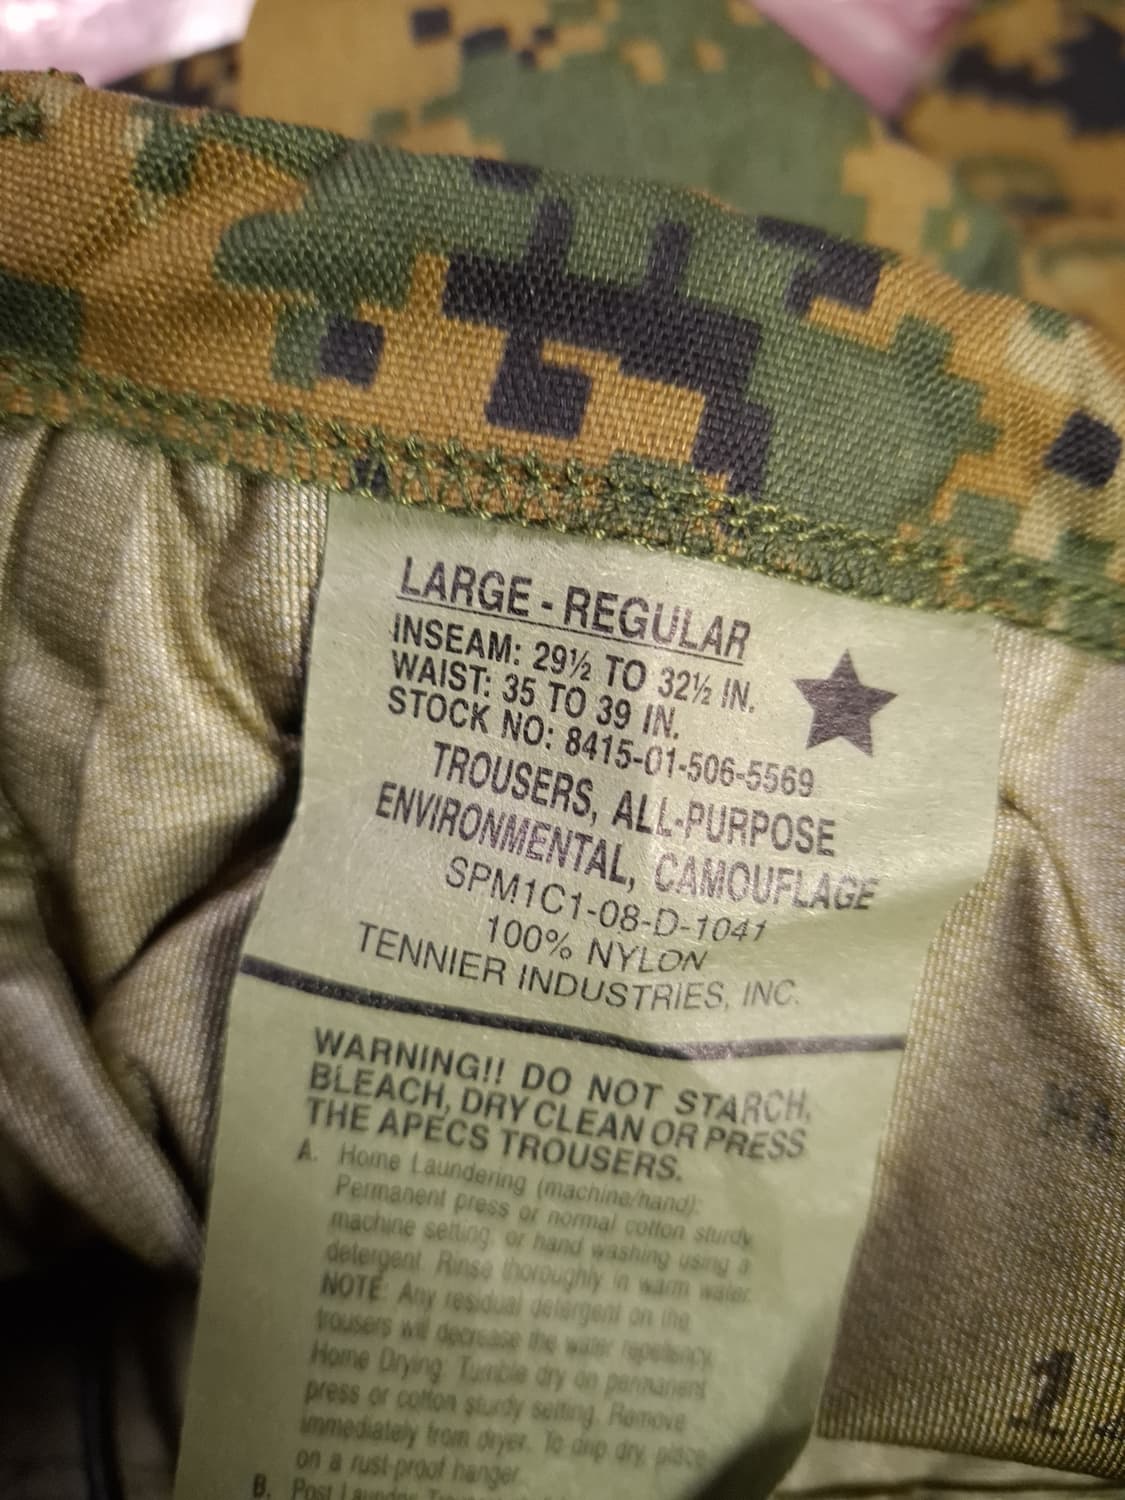 LARGE - REGULAR
INSEAM: 29½ TO 32½ IN.
WAIST: 35 TO 39 IN.
STOCK NO: 8415-01-506-5569
TROUSERS, ALL-PURPOSE
ENVIRONMENTAL, CAMOUFLAGE
SPM1C1-08-D-1041
100% NYLON
TENNIER INDUSTRIES, INC.
WARNING!! DO NOT STARCH,
BLEACH, DRY CLEAN OR PRESS
THE APECS TROUSERS.
A. Home Laundering (machine/hand):
Permanent press or normal cotton sturdy
machine setting, or hand washing using a
detergent. Rinse thoroughly in warm water.
NOTE: Any residual detergent on the
trousers will decrease the water repellency.
Home Drying: Tumble dry on permanent
press or cotton sturdy setting. Remove
immediately from dryer. To drip dry, place
on a rust-proof hanger.
B. Post
1